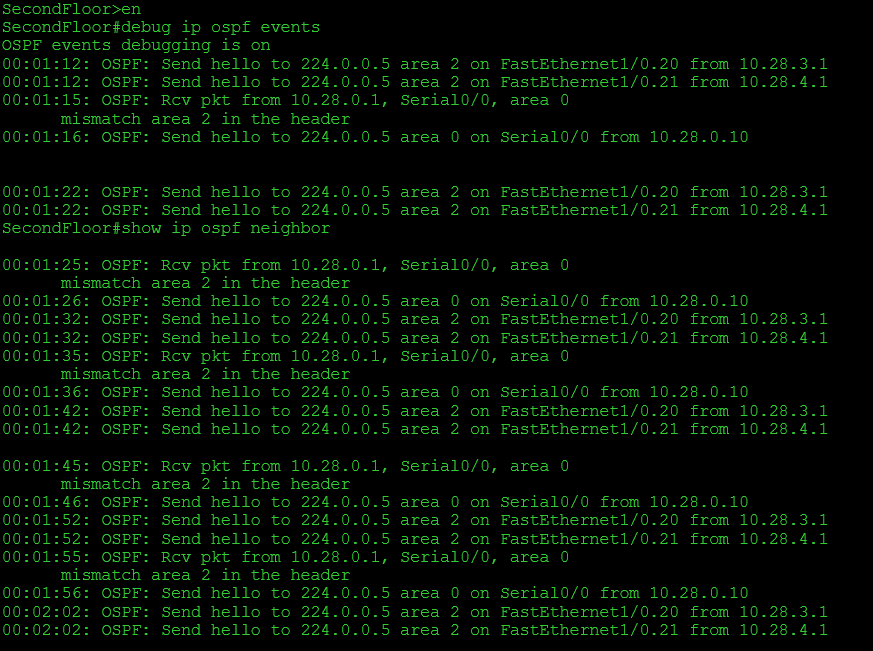 SecondFloor>en
SecondFloor#debug ip ospf events
OSPF events debugging is on
00:01:12: OSPF: Send hello to 224.0.0.5 area 2 on FastEthernet1/0.20 from 10.28.3.1
00:01:12: OSPF: Send hello to 224.0.0.5 area 2 on FastEthernet1/0.21 from 10.28.4.1
00:01:15: OSPF: Rcv pkt from 10.28.0.1, Serial0/0, area 0
      mismatch area 2 in the header
00:01:16: OSPF: Send hello to 224.0.0.5 area 0 on Serial0/0 from 10.28.0.10
00:01:22: OSPF: Send hello to 224.0.0.5 area 2 on FastEthernet1/0.20 from 10.28.3.1
00:01:22: OSPF: Send hello to 224.0.0.5 area 2 on FastEthernet1/0.21 from 10.28.4.1
SecondFloor#show ip ospf neighbor
00:01:25: OSPF: Rcv pkt from 10.28.0.1, Serial0/0, area 0
      mismatch area 2 in the header
00:01:26: OSPF: Send hello to 224.0.0.5 area 0 on Serial0/0 from 10.28.0.10
00:01:32: OSPF: Send hello to 224.0.0.5 area 2 on FastEthernet1/0.20 from 10.28.3.1
00:01:32: OSPF: Send hello to 224.0.0.5 area 2 on FastEthernet1/0.21 from 10.28.4.1
00:01:35: OSPF: Rcv pkt from 10.28.0.1, Serial0/0, area 0
      mismatch area 2 in the header
00:01:36: OSPF: Send hello to 224.0.0.5 area 0 on Serial0/0 from 10.28.0.10
00:01:42: OSPF: Send hello to 224.0.0.5 area 2 on FastEthernet1/0.20 from 10.28.3.1
00:01:42: OSPF: Send hello to 224.0.0.5 area 2 on FastEthernet1/0.21 from 10.28.4.1
00:01:45: OSPF: Rcv pkt from 10.28.0.1, Serial0/0, area 0
      mismatch area 2 in the header
00:01:46: OSPF: Send hello to 224.0.0.5 area 0 on Serial0/0 from 10.28.0.10
00:01:52: OSPF: Send hello to 224.0.0.5 area 2 on FastEthernet1/0.20 from 10.28.3.1
00:01:52: OSPF: Send hello to 224.0.0.5 area 2 on FastEthernet1/0.21 from 10.28.4.1
00:01:55: OSPF: Rcv pkt from 10.28.0.1, Serial0/0, area 0
      mismatch area 2 in the header
00:01:56: OSPF: Send hello to 224.0.0.5 area 0 on Serial0/0 from 10.28.0.10
00:02:02: OSPF: Send hello to 224.0.0.5 area 2 on FastEthernet1/0.20 from 10.28.3.1
00:02:02: OSPF: Send hello to 224.0.0.5 area 2 on FastEthernet1/0.21 from 10.28.4.1